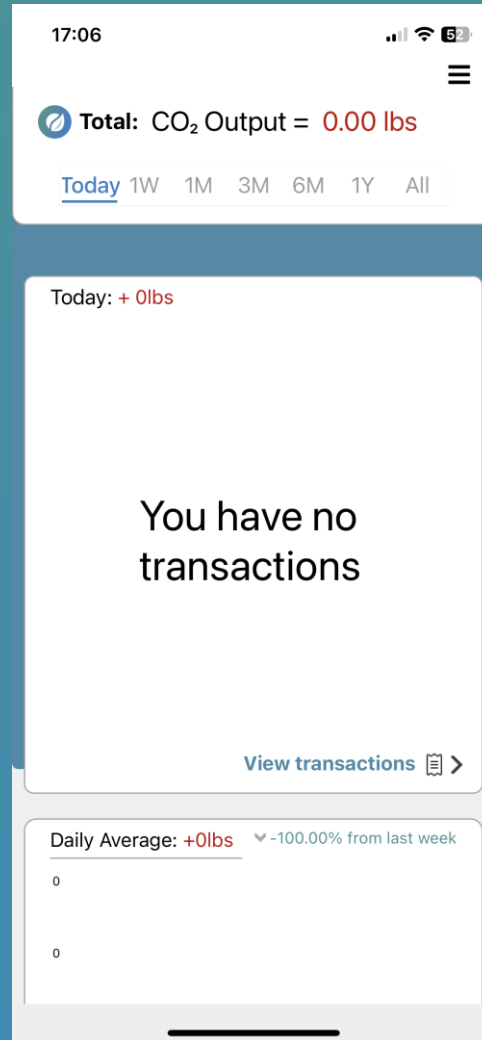 17:06 52
Total: CO₂ Output = 0.00 lbs
Today 1W 1M 3M 6M 1Y All
Today: + 0lbs
You have no
transactions
View transactions
Daily Average: +0lbs -100.00% from last week
0
0